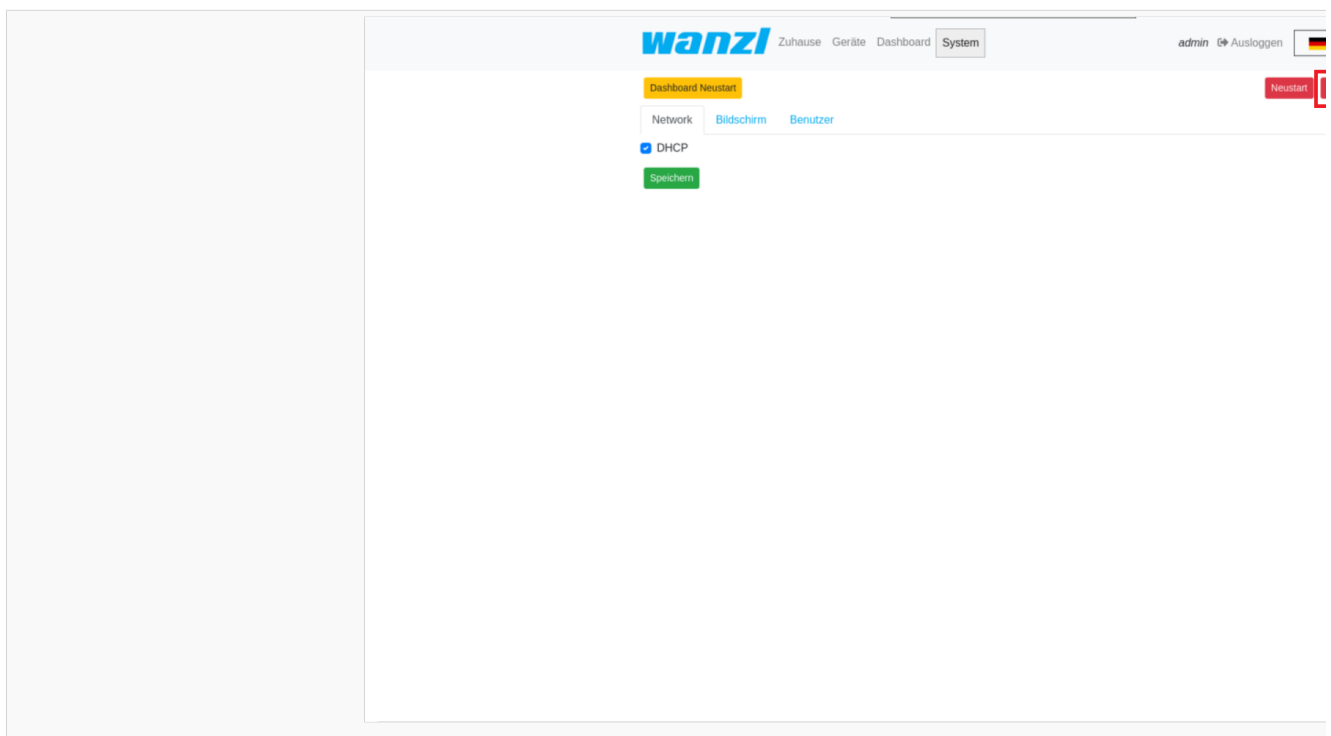 wanzl Zuhause Geräte Dashboard System admin Ausloggen
Dashboard Neustart Neustart
Network Bildschirm Benutzer
DHCP
Speichern